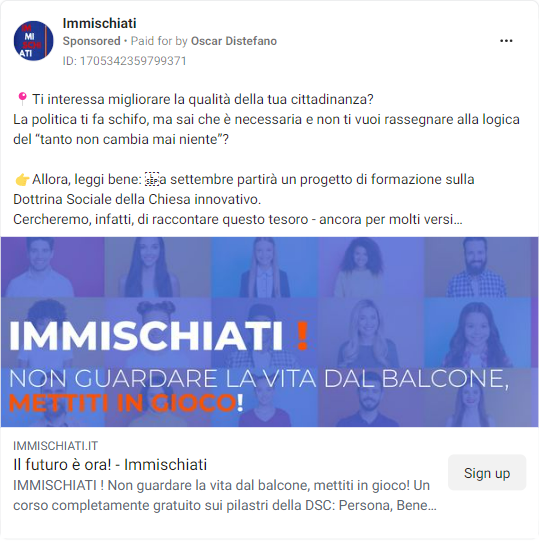 IM
MI
SCHI
ATI
Immischiati
Sponsored • Paid for by Oscar Distefano
ID: 1705342359799371
📍Ti interessa migliorare la qualità della tua cittadinanza?
La politica ti fa schifo, ma sai che è necessaria e non ti vuoi rassegnare alla logica
del “tanto non cambia mai niente”?
👉Allora, leggi bene: a settembre partirà un progetto di formazione sulla
Dottrina Sociale della Chiesa innovativo.
Cercheremo, infatti, di raccontare questo tesoro - ancora per molti versi…
IMMISCHIATI !
NON GUARDARE LA VITA DAL BALCONE,
METTITI IN GIOCO!
IMMISCHIATI.IT
Il futuro è ora! - Immischiati
IMMISCHIATI ! Non guardare la vita dal balcone, mettiti in gioco! Un
corso completamente gratuito sui pilastri della DSC: Persona, Bene…
Sign up